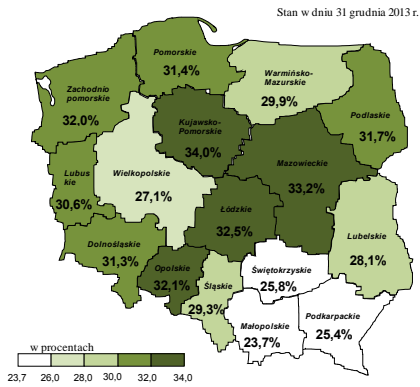 Stan w dniu 31 grudnia 2013 r.
Pomorskie
31,4%
Warmińsko-
Mazurskie
29,9%
Zachodnio
pomorskie
32,0%
Podlaskie
31,7%
Kujawsko-
Pomorskie
34,0%
Mazowieckie
33,2%
Lubus
kie
30,6%
Wielkopolskie
27,1%
Łódzkie
32,5%
Lubelskie
28,1%
Dolnośląskie
31,3%
Opolskie
32,1%
Śląskie
29,3%
Świętokrzyskie
25,8%
Małopolskie
23,7%
Podkarpackie
25,4%
w procentach
23,7 26,0 28,0 30,0 32,0 34,0